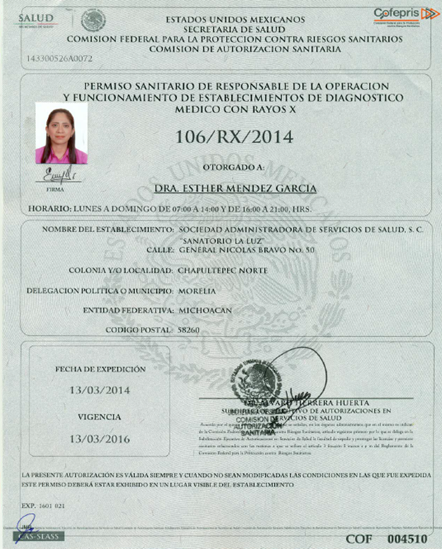 SALUD
SECRETARIA DE SALUD
Cofepris
ESTADOS UNIDOS MEXICANOS
SECRETARIA DE SALUD
COMISION FEDERAL PARA LA PROTECCION CONTRA RIESGOS SANITARIOS
COMISION DE AUTORIZACION SANITARIA
143300526A0072
PERMISO SANITARIO DE RESPONSABLE DE LA OPERACION
Y FUNCIONAMIENTO DE ESTABLECIMIENTOS DE DIAGNOSTICO
MEDICO CON RAYOS X
106/RX/2014
OTORGADO A:
FIRMA
DRA. ESTHER MENDEZ GARCIA
HORARIO: LUNES A DOMINGO DE 07:00 A 14:00 Y DE 16:00 A 21:00, HRS.
NOMBRE DEL ESTABLECIMIENTO: SOCIEDAD ADMINISTRADORA DE SERVICIOS DE SALUD, S. C.
"SANATORIO LA LUZ"
CALLE: GENERAL NICOLAS BRAVO No. 50
COLONIA Y/O LOCALIDAD: CHAPULTEPEC NORTE
DELEGACION POLITICA O MUNICIPIO: MORELIA
ENTIDAD FEDERATIVA: MICHOACAN
CODIGO POSTAL: 58260
ESTADOS UNIDOS MEXICANOS
FECHA DE EXPEDICIÓN
13/03/2014
VIGENCIA
13/03/2016
HERRERA HUERTA
DE AUTORIZACIONES EN
SERVICIOS DE SALUD
COMISION DE
AUTORIZACIÓN
SANITARIA
LA PRESENTE AUTORIZACIÓN ES VÁLIDA SIEMPRE Y CUANDO NO SEAN MODIFICADAS LAS CONDICIONES EN LAS QUE FUE EXPEDIDA
ESTE PERMISO DEBERÁ ESTAR EXHIBIDO EN UN LUGAR VISIBLE DEL ESTABLECIMIENTO
EXP. 1601 021
CAS-SEASS
COF 004510